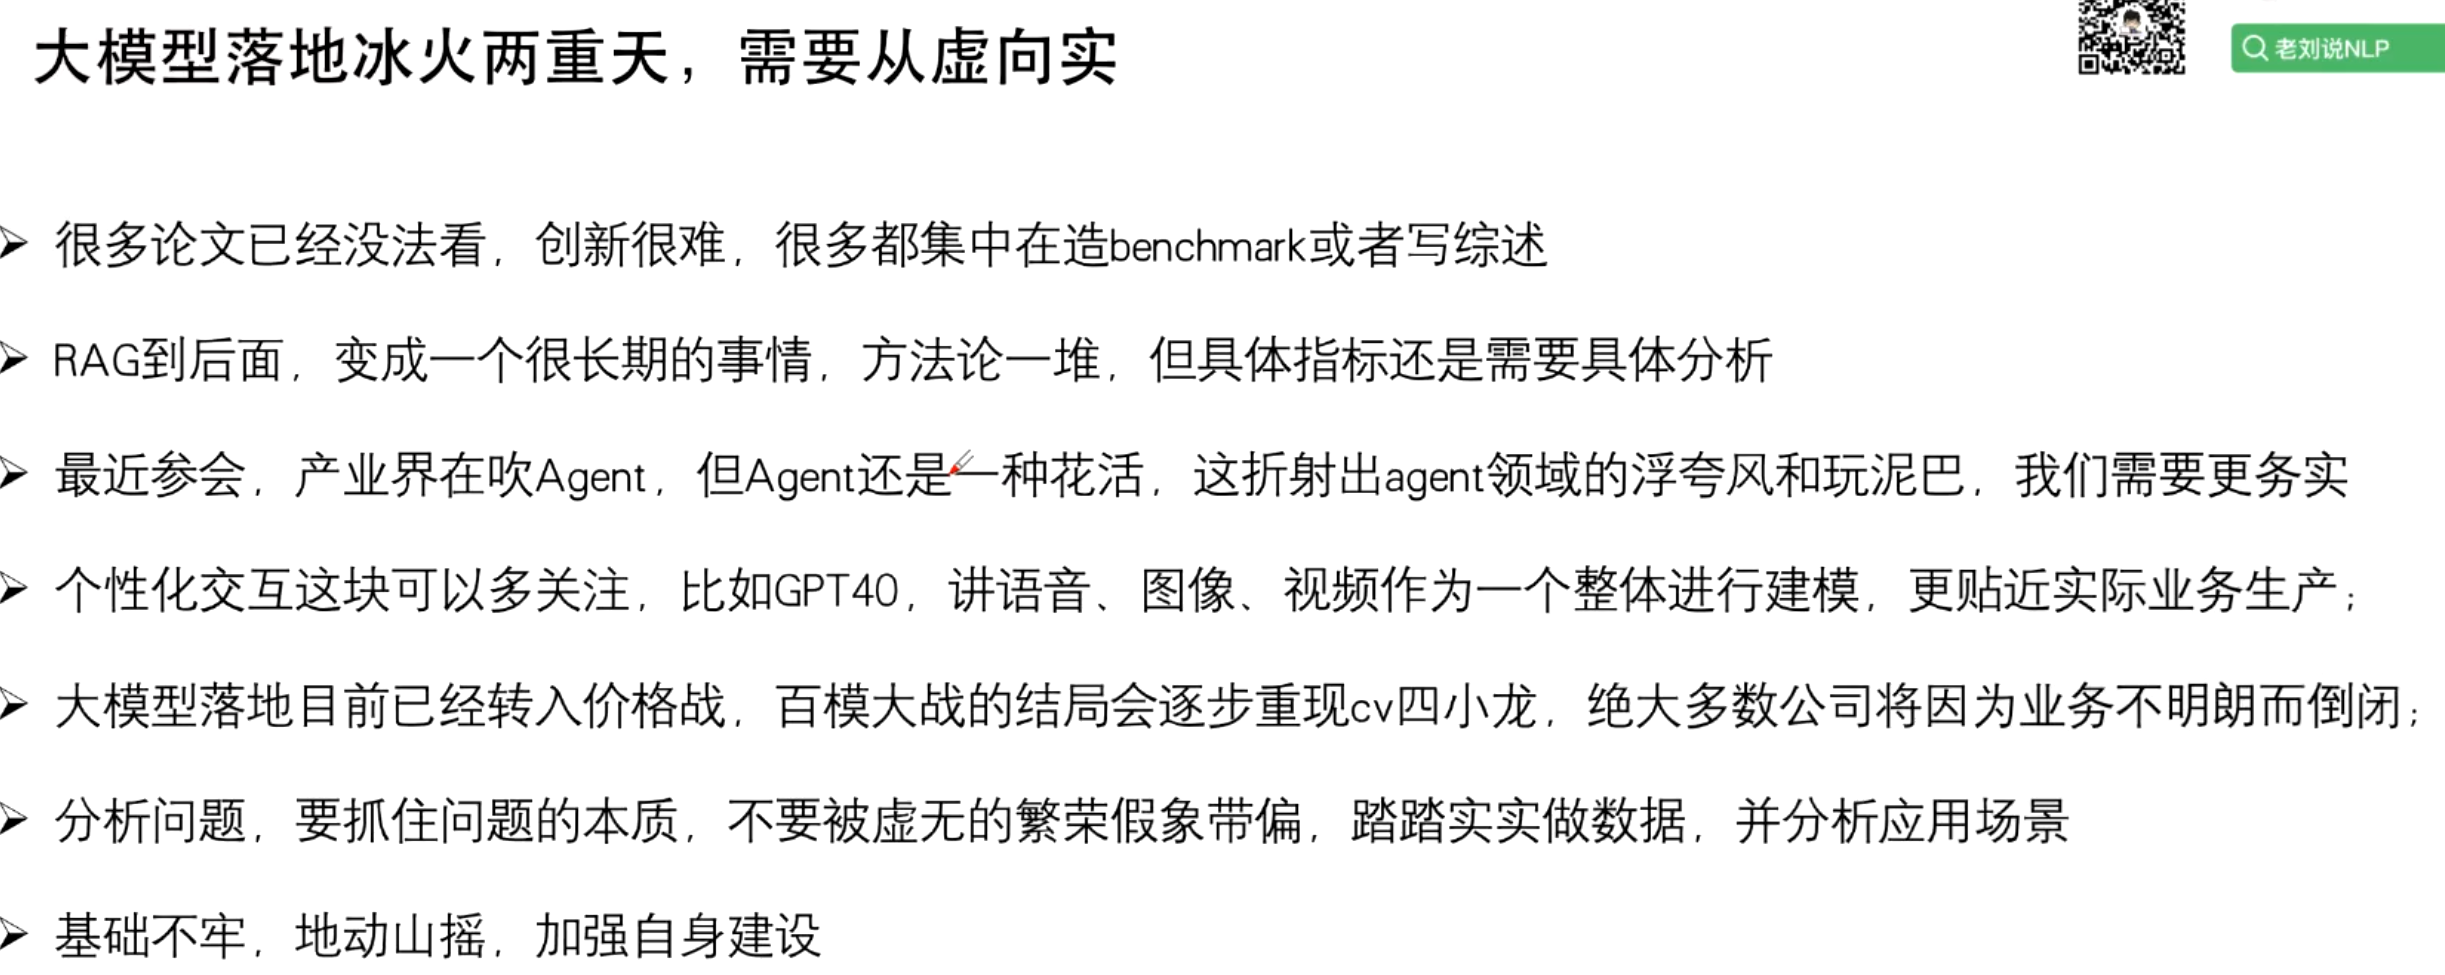 大模型落地冰火两重天，需要从虚向实
老刘说NLP
很多论文已经没法看，创新很难，很多都集中在造benchmark或者写综述
RAG到后面，变成一个很长期的事情，方法论一堆，但具体指标还是需要具体分析
最近参会，产业界在吹Agent，但Agent还是一种花活，这折射出agent领域的浮夸风和玩泥巴，我们需要更务实
个性化交互这块可以多关注，比如GPT4O，讲语音、图像、视频作为一个整体进行建模，更贴近实际业务生产；
大模型落地目前已经转入价格战，百模大战的结局会逐步重现cv四小龙，绝大多数公司将因为业务不明朗而倒闭；
分析问题，要抓住问题的本质，不要被虚无的繁荣假象带偏，踏踏实实做数据，并分析应用场景
基础不牢，地动山摇，加强自身建设